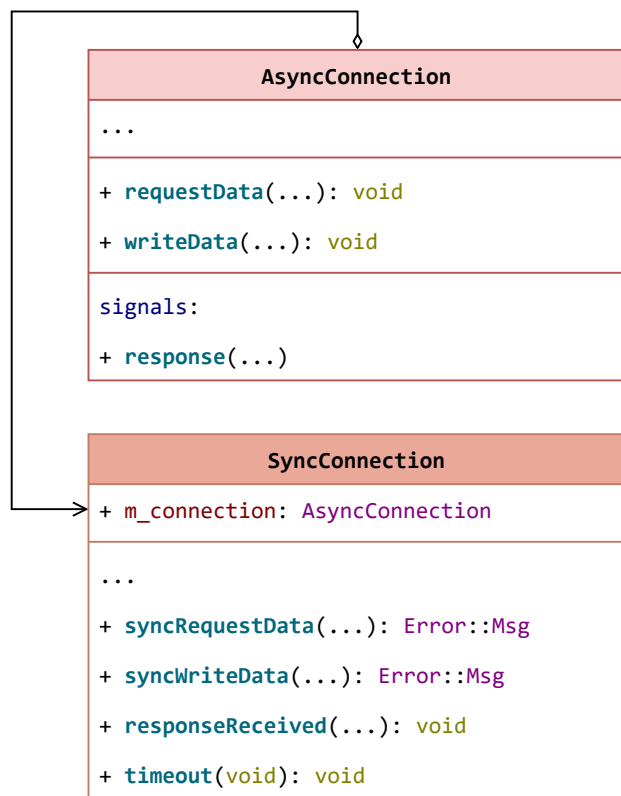 AsyncConnection
...
+ requestData(...): void
+ writeData(...): void
signals:
+ response(...)
SyncConnection
+ m_connection: AsyncConnection
...
+ syncRequestData(...): Error::Msg
+ syncWriteData(...): Error::Msg
+ responseReceived(...): void
+ timeout(void): void